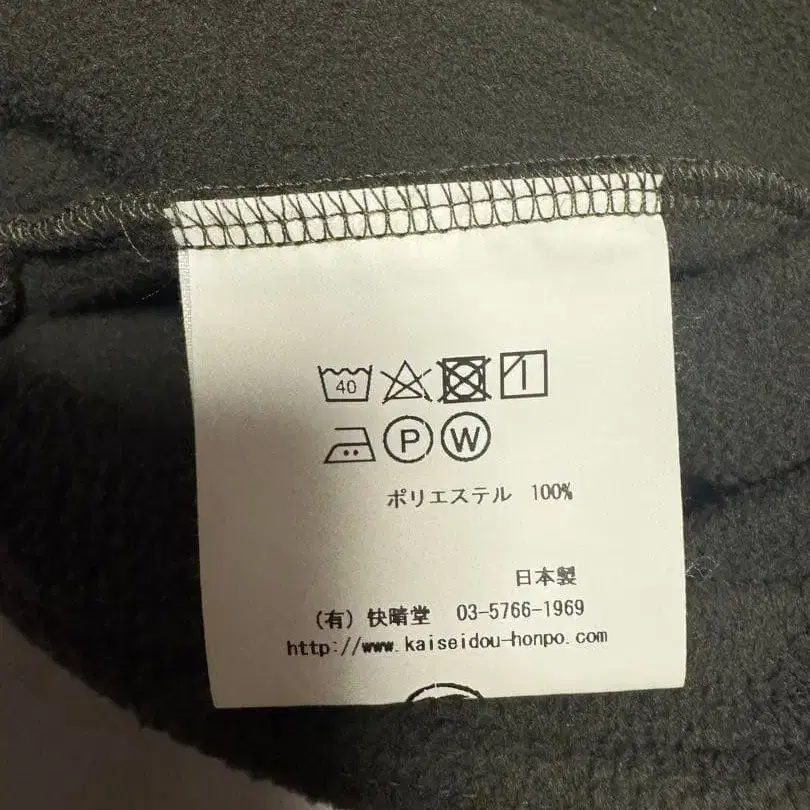 40
P W
ポリエステル 100%
日本製
(有) 快晴堂 03-5766-1969
http://www.kaiseidou-honpo.com